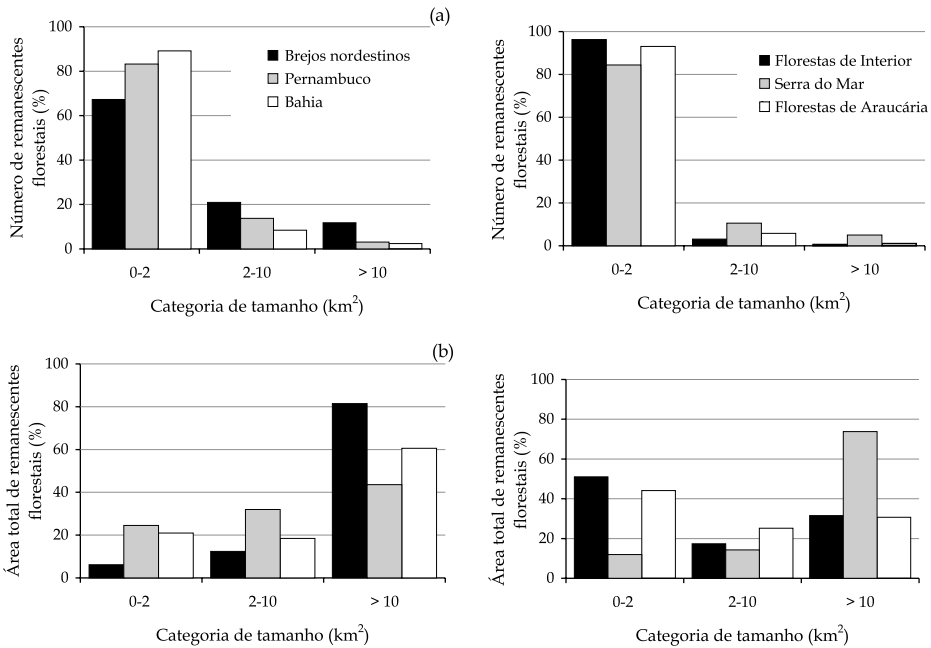 (a)
Número de remanescentes
florestais (%)
100
80
60
40
20
0
Brejos nordestinos
Pernambuco
Bahia
0-2
2-10
> 10
Categoria de tamanho (km²)
Número de remanescentes
florestais (%)
100
80
60
40
20
0
Florestas de Interior
Serra do Mar
Florestas de Araucária
0-2
2-10
> 10
Categoria de tamanho (km²)
(b)
Área total de remanescentes
florestais (%)
100
80
60
40
20
0
0-2
2-10
> 10
Categoria de tamanho (km²)
Área total de remanescentes
florestais (%)
100
80
60
40
20
0
0-2
2-10
> 10
Categoria de tamanho (km²)